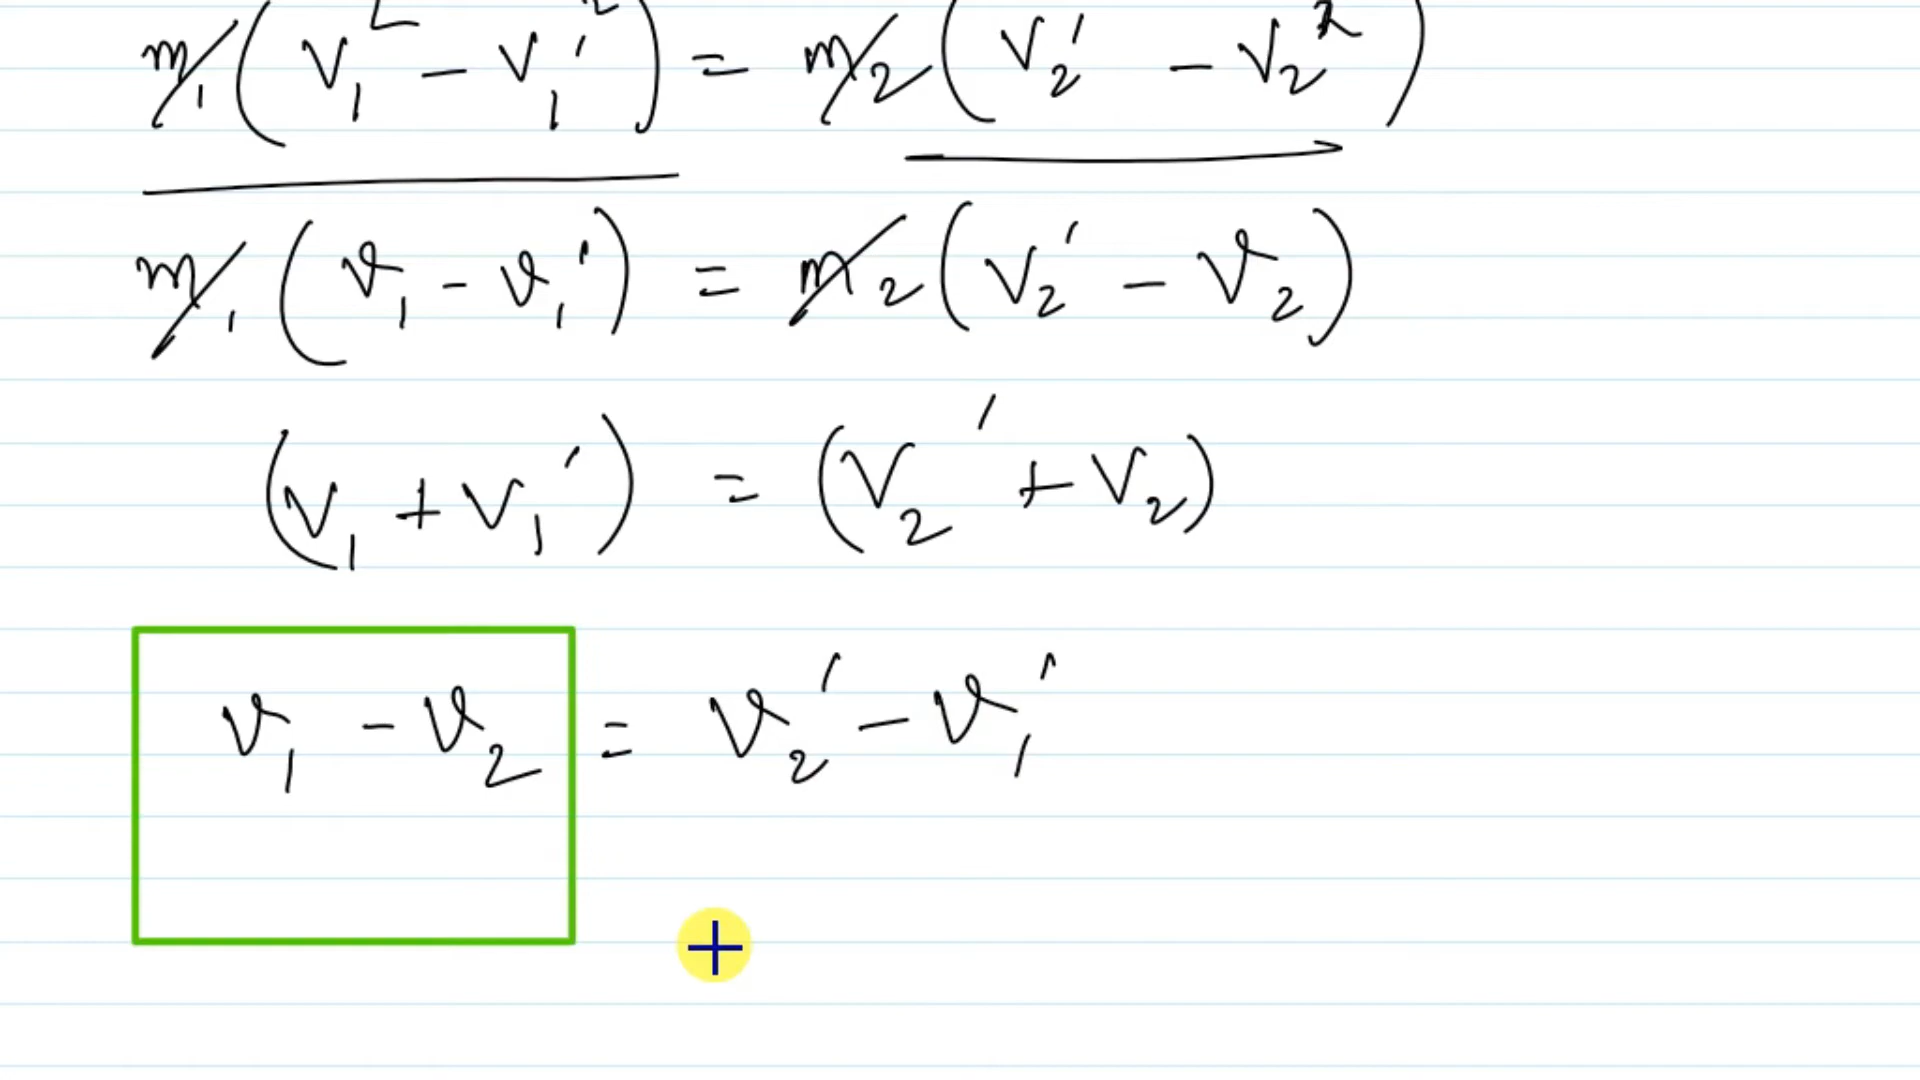 m₁(v₁² - v₁'²) = m₂(v₂' - v₂²)
m₁(v₁ - v₁') = m₂(v₂' - v₂)
(v₁ + v₁') = (v₂' + v₂)
v₁ - v₂ = v₂' - v₁'